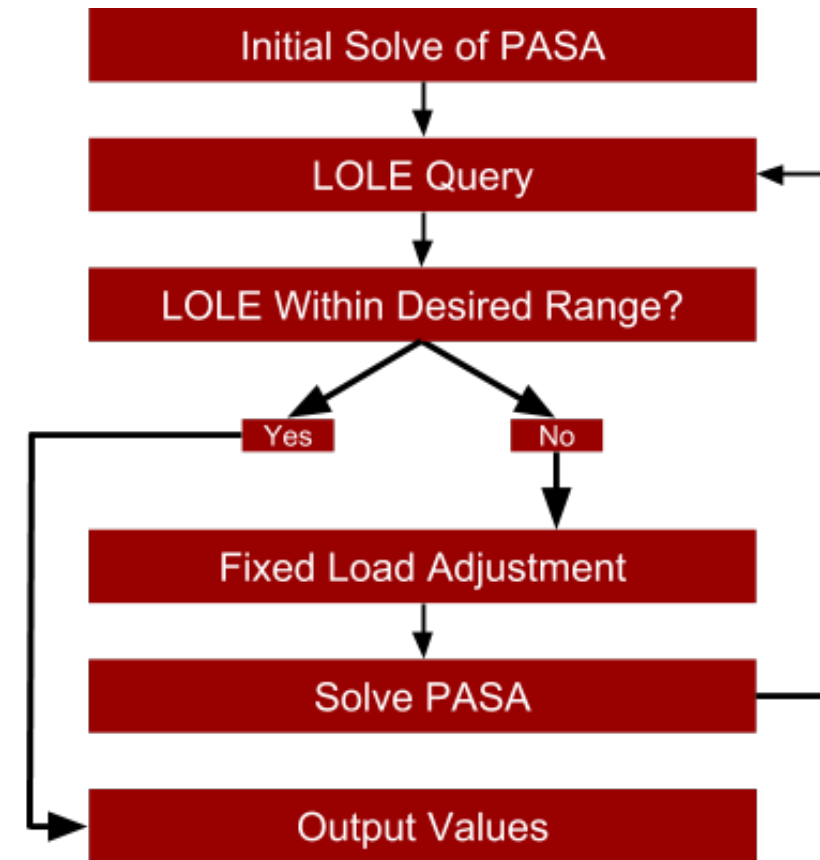 Initial Solve of PASA
LOLE Query
LOLE Within Desired Range?
Yes
No
Fixed Load Adjustment
Solve PASA
Output Values